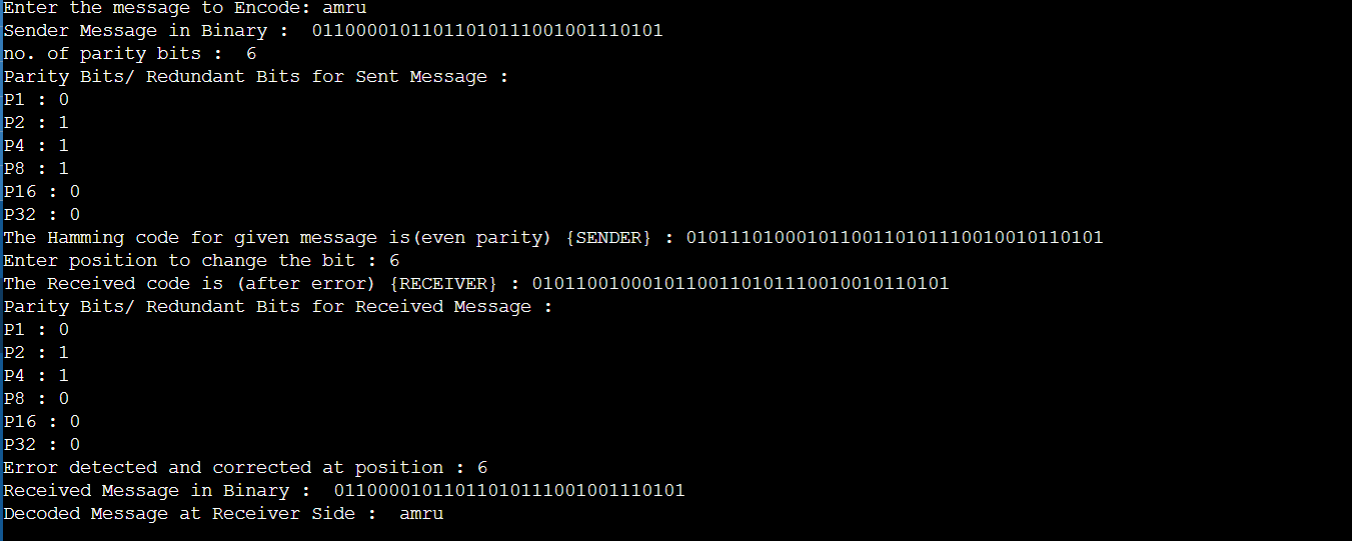 Enter the message to Encode: amru
Sender Message in Binary :  01100001011011010111001001110101
no. of parity bits :  6
Parity Bits/ Redundant Bits for Sent Message :
P1 : 0
P2 : 1
P4 : 1
P8 : 1
P16 : 0
P32 : 0
The Hamming code for given message is(even parity) {SENDER} : 01011101000101100110101110010010110101
Enter position to change the bit : 6
The Received code is (after error) {RECEIVER} : 01011001000101100110101110010010110101
Parity Bits/ Redundant Bits for Received Message :
P1 : 0
P2 : 1
P4 : 1
P8 : 0
P16 : 0
P32 : 0
Error detected and corrected at position : 6
Received Message in Binary :  01100001011011010111001001110101
Decoded Message at Receiver Side :  amru